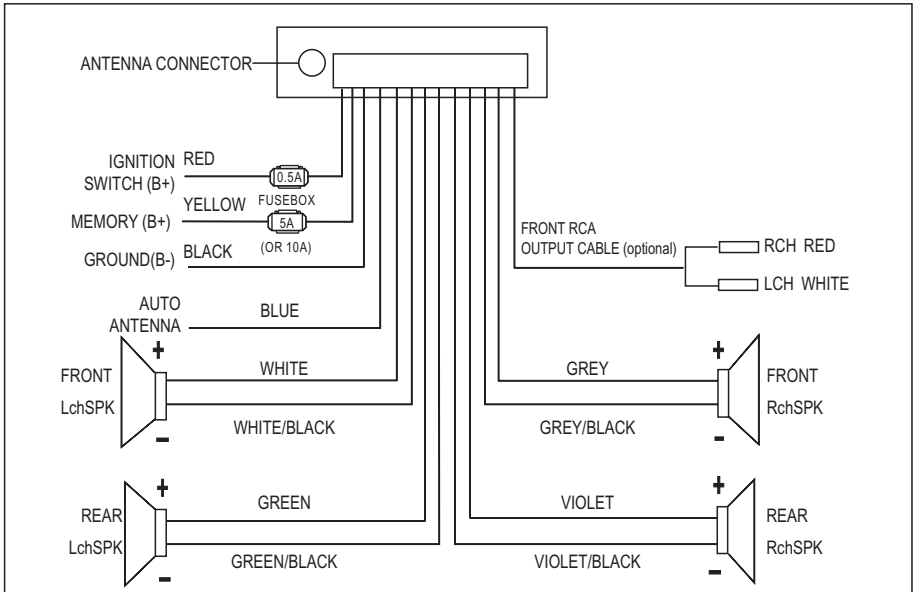 ANTENNA CONNECTOR
IGNITION
SWITCH (B+)
RED
0.5A
FUSEBOX
MEMORY (B+)
YELLOW
5A
(OR 10A)
GROUND(B-)
BLACK
AUTO
ANTENNA
BLUE
FRONT RCA
OUTPUT CABLE (optional)
RCH RED
LCH WHITE
+
FRONT
LchSPK
-
WHITE
WHITE/BLACK
GREY
GREY/BLACK
+
FRONT
RchSPK
-
+
REAR
LchSPK
-
GREEN
GREEN/BLACK
VIOLET
VIOLET/BLACK
+
REAR
RchSPK
-